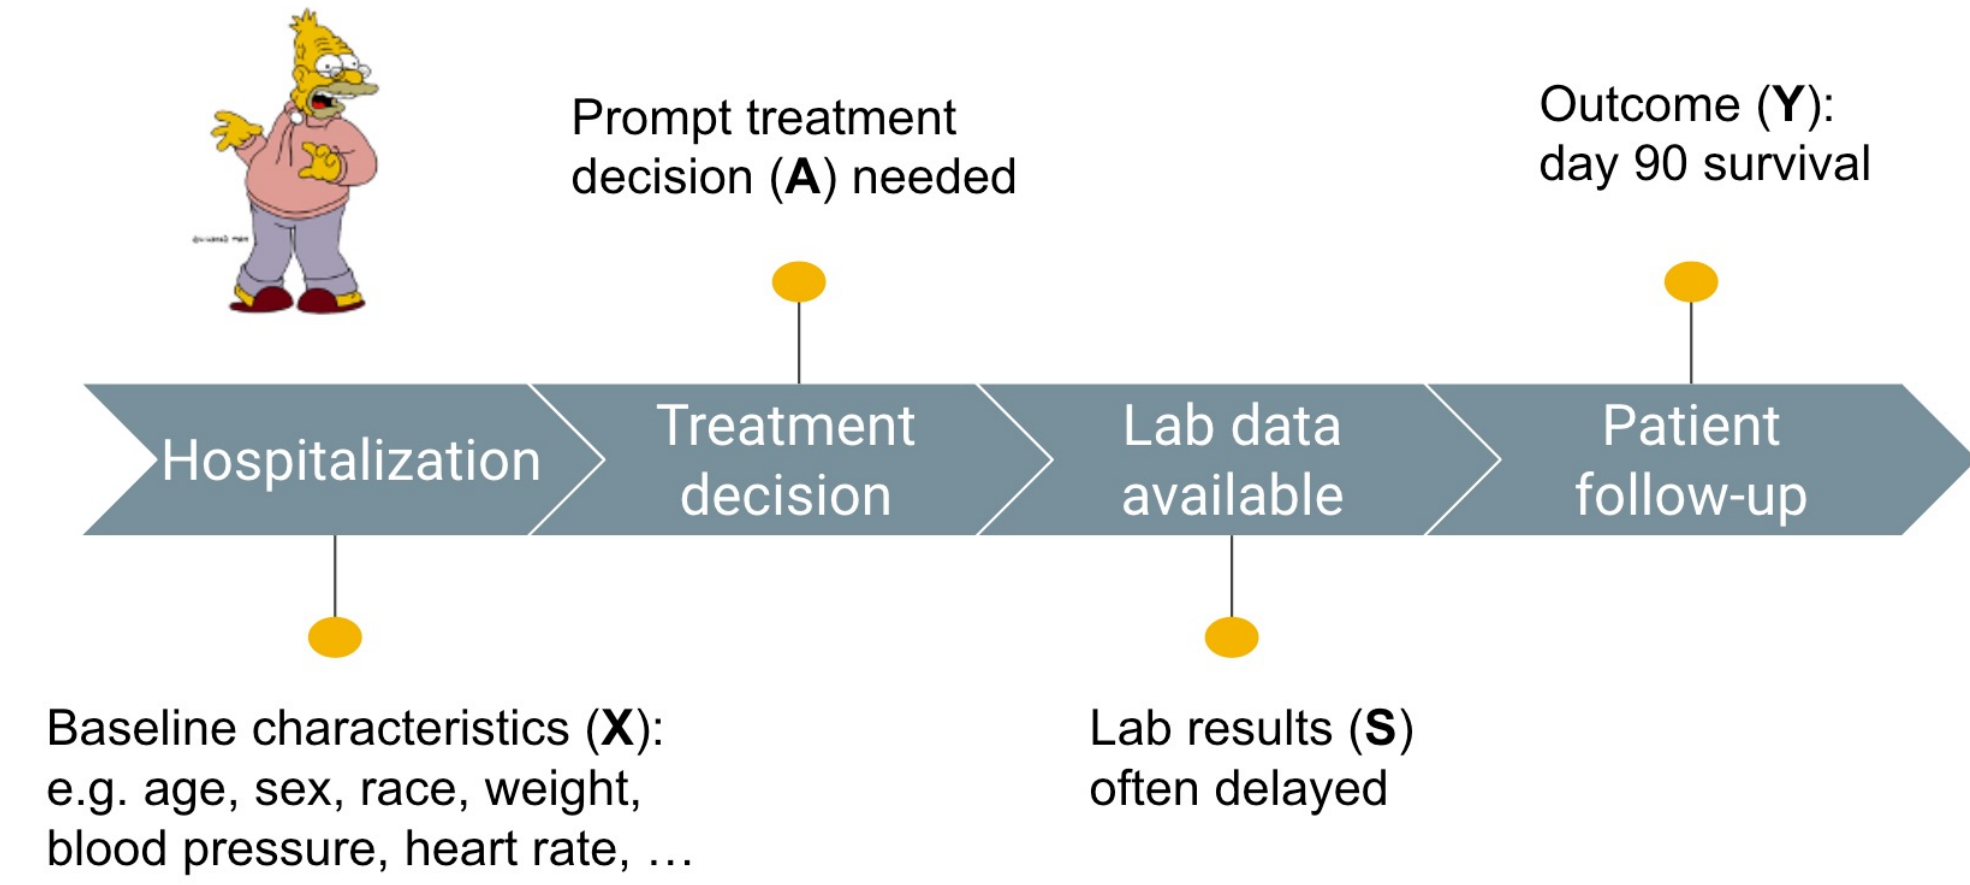 Prompt treatment
decision (A) needed
Outcome (Y):
day 90 survival
Hospitalization
Treatment
decision
Lab data
available
Patient
follow-up
Baseline characteristics (X):
e.g. age, sex, race, weight,
blood pressure, heart rate, …
Lab results (S)
often delayed